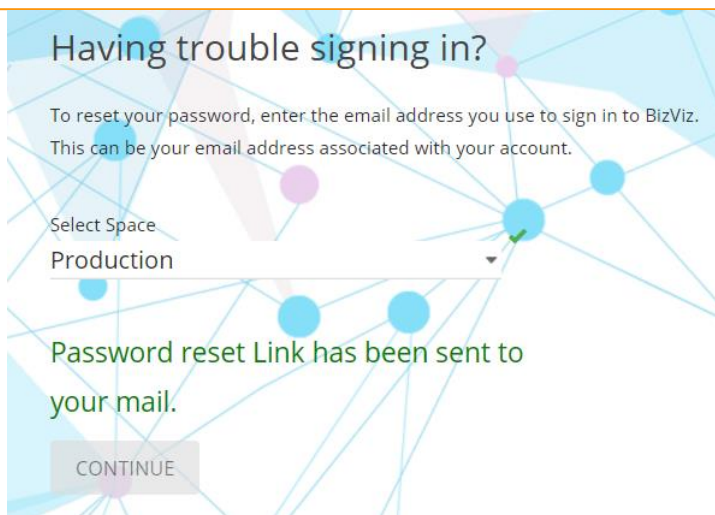 Having trouble signing in?
To reset your password, enter the email address you use to sign in to BizViz.
This can be your email address associated with your account.
Select Space
Production
Password reset Link has been sent to
your mail.
CONTINUE